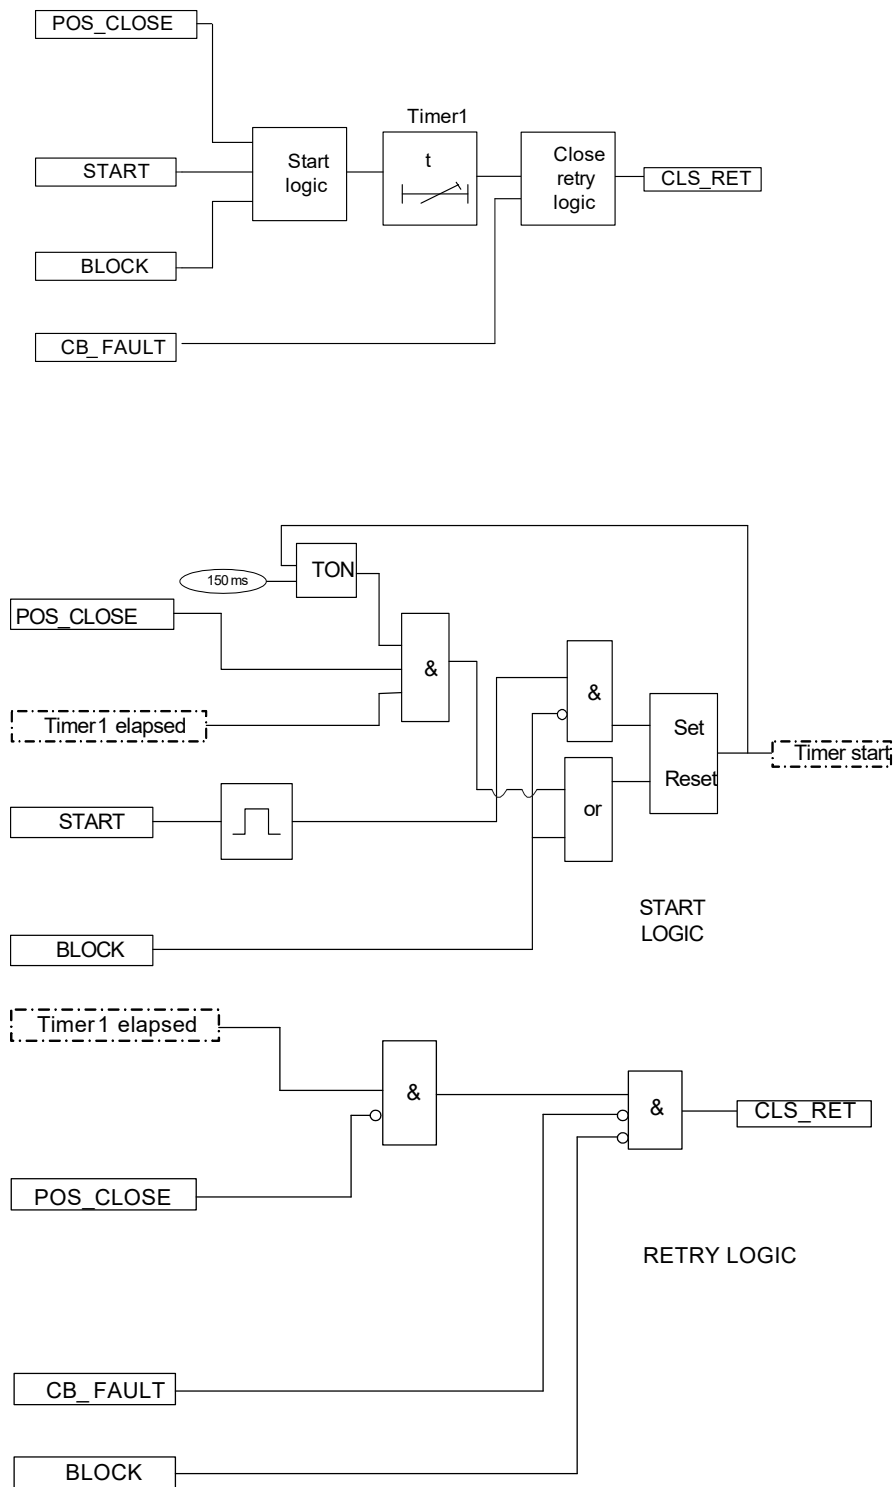 POS_CLOSE
Timer1
START
Start
logic
t
Close
retry
logic
CLS_RET
BLOCK
CB_FAULT
150 ms
TON
POS_CLOSE
&
&
Timer1 elapsed
Set
Timer start
Reset
START
or
START
LOGIC
BLOCK
Timer1 elapsed
&
&
CLS_RET
POS_CLOSE
RETRY LOGIC
CB_FAULT
BLOCK